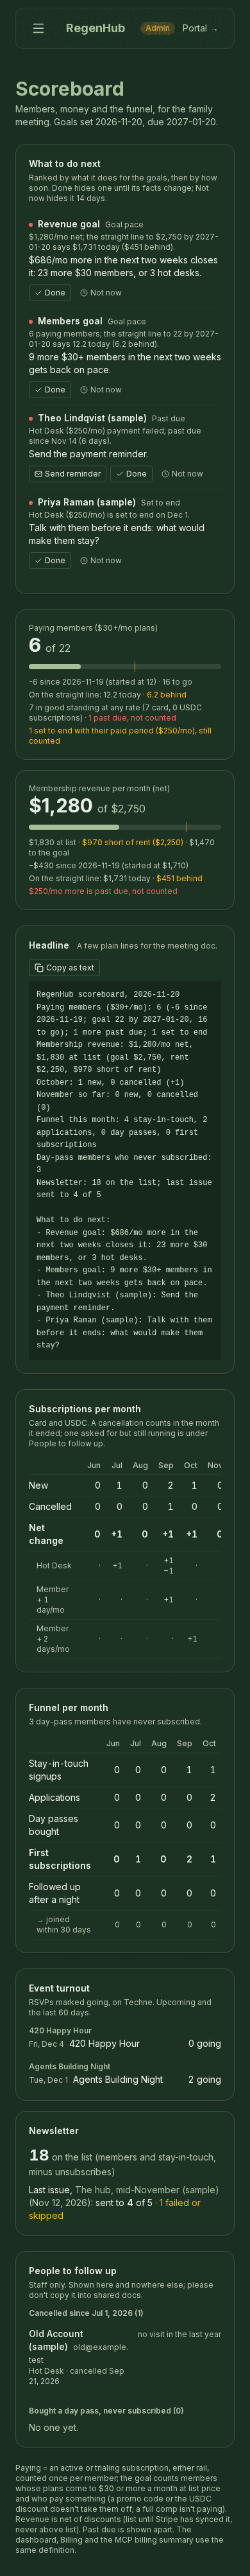 RegenHub
Admin
Portal →
Scoreboard
Members, money and the funnel, for the family
meeting. Goals set 2026-11-20, due 2027-01-20.
What to do next
Ranked by what it does for the goals, then by how
soon. Done hides one until its facts change; Not
now hides it 14 days.
Revenue goal Goal pace
$1,280/mo net; the straight line to $2,750 by 2027-
01-20 says $1,731 today ($451 behind).
$686/mo more in the next two weeks closes
it: 23 more $30 members, or 3 hot desks.
Done
Not now
Members goal Goal pace
6 paying members; the straight line to 22 by 2027-
01-20 says 12.2 today (6.2 behind).
9 more $30+ members in the next two weeks
gets back on pace.
Done
Not now
Theo Lindqvist (sample) Past due
Hot Desk ($250/mo) payment failed; past due
since Nov 14 (6 days).
Send the payment reminder.
Send reminder
Done
Not now
Priya Raman (sample) Set to end
Hot Desk ($250/mo) is set to end on Dec 1.
Talk with them before it ends: what would
make them stay?
Done
Not now
Paying members ($30+/mo plans)
6 of 22
−6 since 2026-11-19 (started at 12) · 16 to go
On the straight line: 12.2 today · 6.2 behind
7 in good standing at any rate (7 card, 0 USDC
subscriptions) · 1 past due, not counted
1 set to end with their paid period ($250/mo), still
counted
Membership revenue per month (net)
$1,280 of $2,750
$1,830 at list · $970 short of rent ($2,250) · $1,470
to the goal
−$430 since 2026-11-19 (started at $1,710)
On the straight line: $1,731 today · $451 behind
$250/mo more is past due, not counted
Headline A few plain lines for the meeting doc.
Copy as text
RegenHub scoreboard, 2026-11-20
Paying members ($30+/mo): 6 (-6 since
2026-11-19; goal 22 by 2027-01-20, 16
to go); 1 more past due; 1 set to end
Membership revenue: $1,280/mo net,
$1,830 at list (goal $2,750, rent
$2,250, $970 short of rent)
October: 1 new, 0 cancelled (+1)
November so far: 0 new, 0 cancelled
(0)
Funnel this month: 4 stay-in-touch, 2
applications, 0 day passes, 0 first
subscriptions
Day-pass members who never subscribed:
3
Newsletter: 18 on the list; last issue
sent to 4 of 5
What to do next:
- Revenue goal: $686/mo more in the
next two weeks closes it: 23 more $30
members, or 3 hot desks.
- Members goal: 9 more $30+ members in
the next two weeks gets back on pace.
- Theo Lindqvist (sample): Send the
payment reminder.
- Priya Raman (sample): Talk with them
before it ends: what would make them
stay?
Subscriptions per month
Card and USDC. A cancellation counts in the month
it ended; one asked for but still running is under
People to follow up.
Jun Jul Aug Sep Oct Nov
New 0 1 0 2 1 0
Cancelled 0 0 0 1 0 0
Net change 0 +1 0 +1 +1 0
Hot Desk · +1 · +1 −1 ·
Member + 1 day/mo · · · +1 ·
Member + 2 days/mo · · · · +1
Funnel per month
3 day-pass members have never subscribed.
Jun Jul Aug Sep Oct
Stay-in-touch signups 0 0 0 1 1
Applications 0 0 0 0 2
Day passes bought 0 0 0 0 0
First subscriptions 0 1 0 2 1
Followed up after a night 0 0 0 0 0
→ joined within 30 days 0 0 0 0 0
Event turnout
RSVPs marked going, on Techne. Upcoming and
the last 60 days.
420 Happy Hour
Fri, Dec 4 420 Happy Hour 0 going
Agents Building Night
Tue, Dec 1 Agents Building Night 2 going
Newsletter
18 on the list (members and stay-in-touch,
minus unsubscribes)
Last issue, The hub, mid-November (sample)
(Nov 12, 2026): sent to 4 of 5 · 1 failed or
skipped
People to follow up
Staff only. Shown here and nowhere else; please
don't copy it into shared docs.
Cancelled since Jul 1, 2026 (1)
Old Account (sample) old@example.test no visit in the last year
Hot Desk · cancelled Sep
21, 2026
Bought a day pass, never subscribed (0)
No one yet.
Paying = an active or trialing subscription, either rail,
counted once per member; the goal counts members
whose plans come to $30 or more a month at list price
and who pay something (a promo code or the USDC
discount doesn't take them off; a full comp isn't paying).
Revenue is net of discounts (list until Stripe has synced it,
never above list). Past due is shown apart. The
dashboard, Billing and the MCP billing summary use the
same definition.